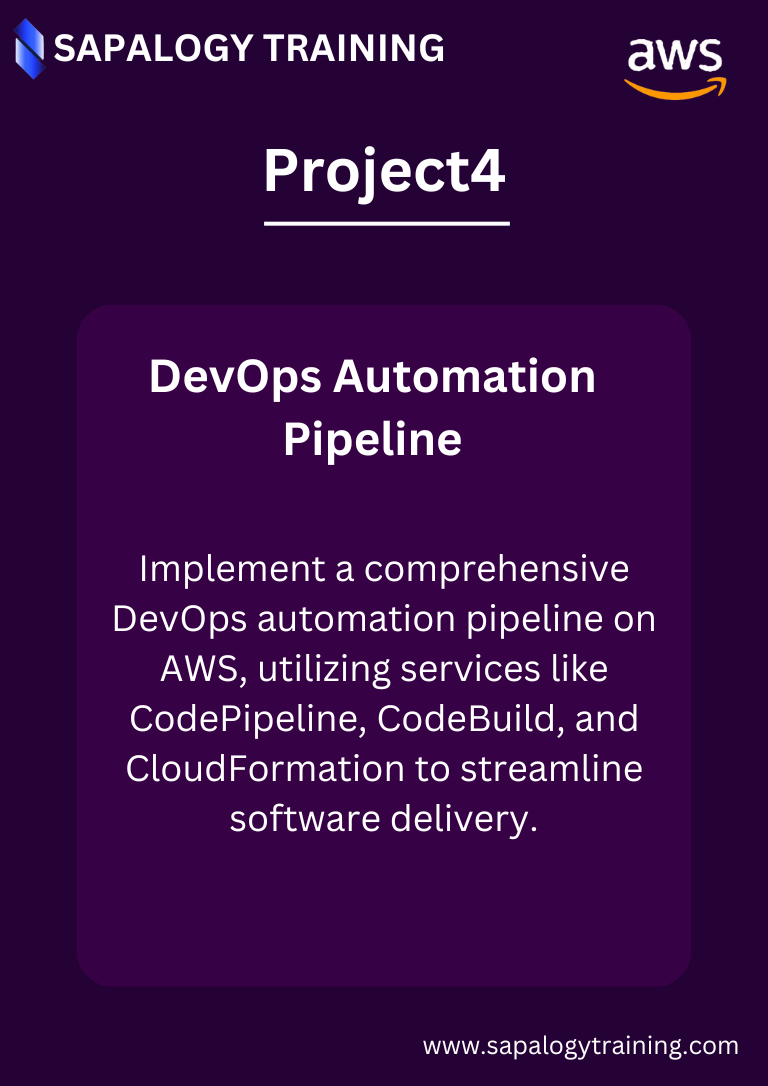 SAPALOGY TRAINING
aws
Project4
DevOps Automation
Pipeline
Implement a comprehensive
DevOps automation pipeline on
AWS, utilizing services like
CodePipeline, CodeBuild, and
CloudFormation to streamline
software delivery.
www.sapalogytraining.com